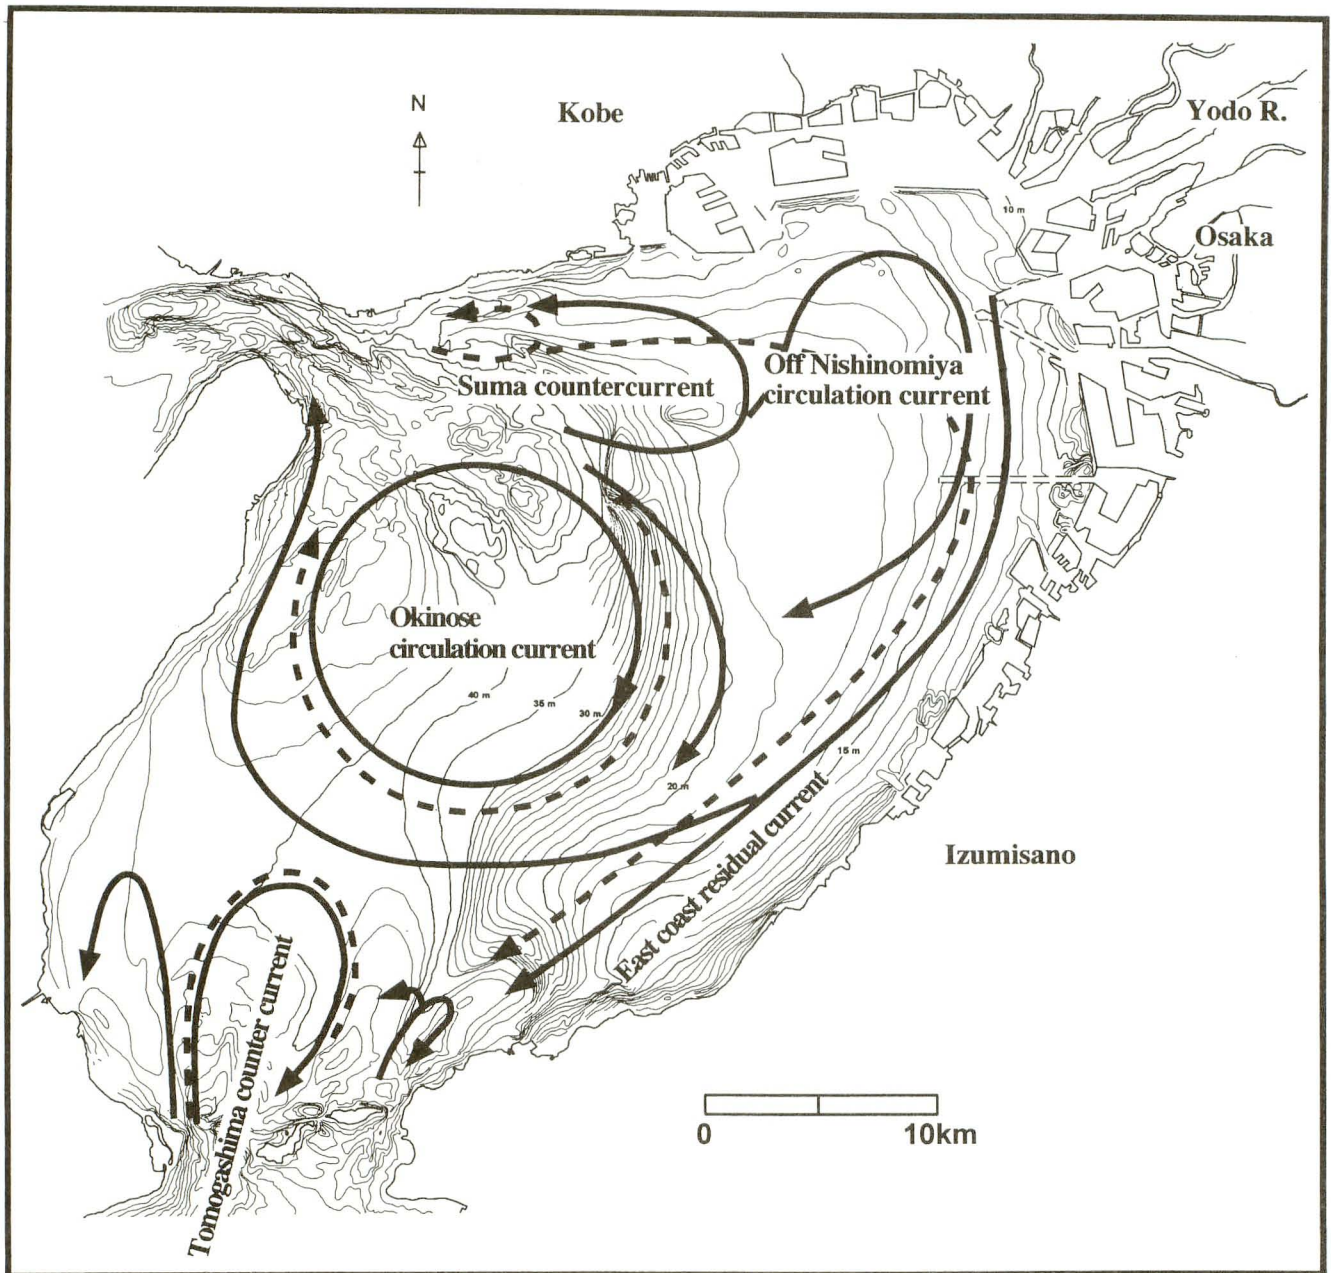 N
Kobe
Yodo R.
10 m
Osaka
Off Nishinomiya
circulation current
Suma countercurrent
Okinose
circulation current
40 m
35 m
30 m
15 m
20 m
East coast residual current
Izumisano
Tomogashima counter current
0
10km